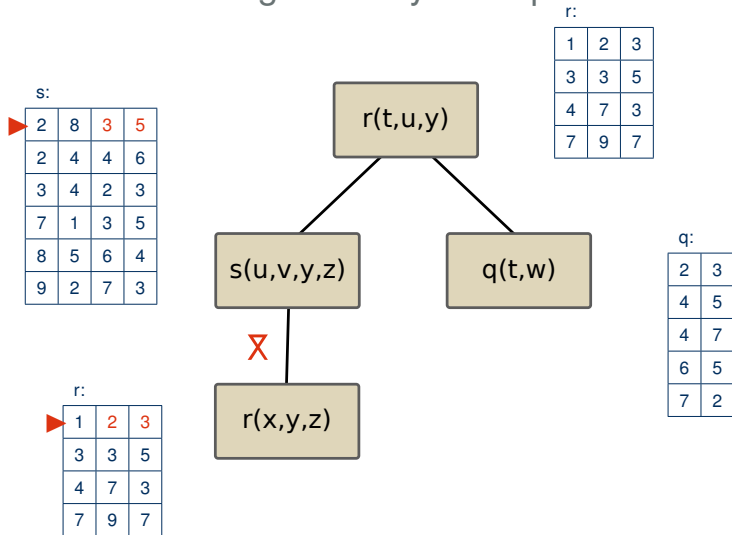 r:
1 2 3
3 3 5
4 7 3
7 9 7
s:
2 8 3 5
2 4 4 6
3 4 2 3
7 1 3 5
8 5 6 4
9 2 7 3
r(t,u,y)
s(u,v,y,z)
q(t,w)
q:
2 3
4 5
4 7
6 5
7 2
r:
1 2 3
3 3 5
4 7 3
7 9 7
r(x,y,z)